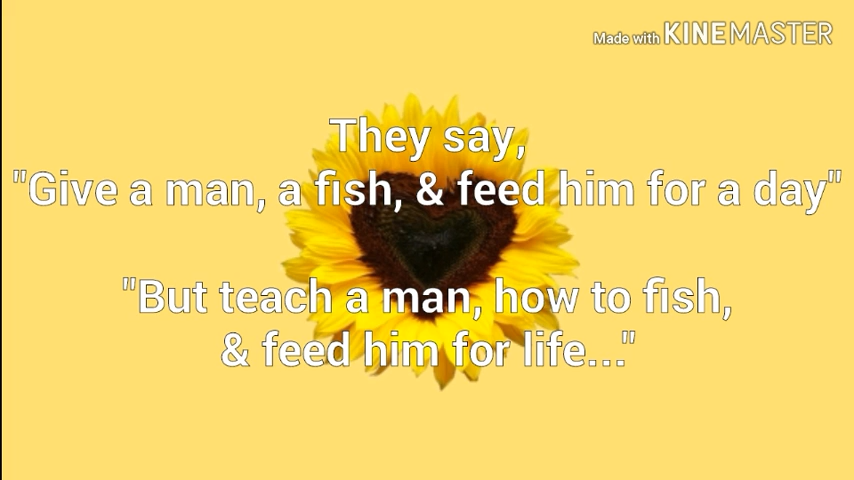 Made with KINEMASTER
They say,
"Give a man, a fish, & feed him for a day"
"But teach a man, how to fish,
& feed him for life..."